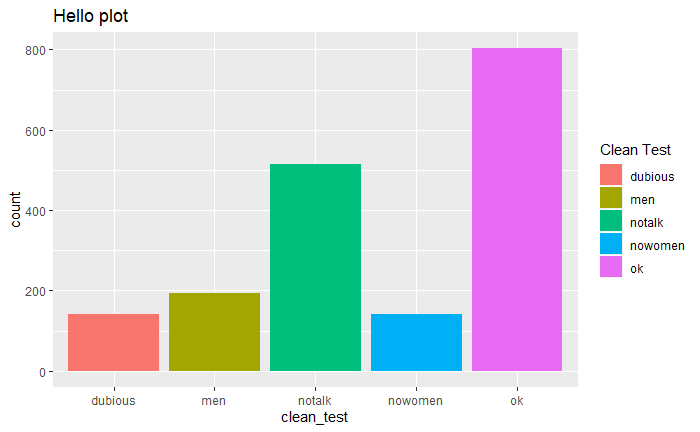 Hello plot
800
600
400
200
0
count
dubious men notalk nowomen ok
clean_test
Clean Test
dubious
men
notalk
nowomen
ok